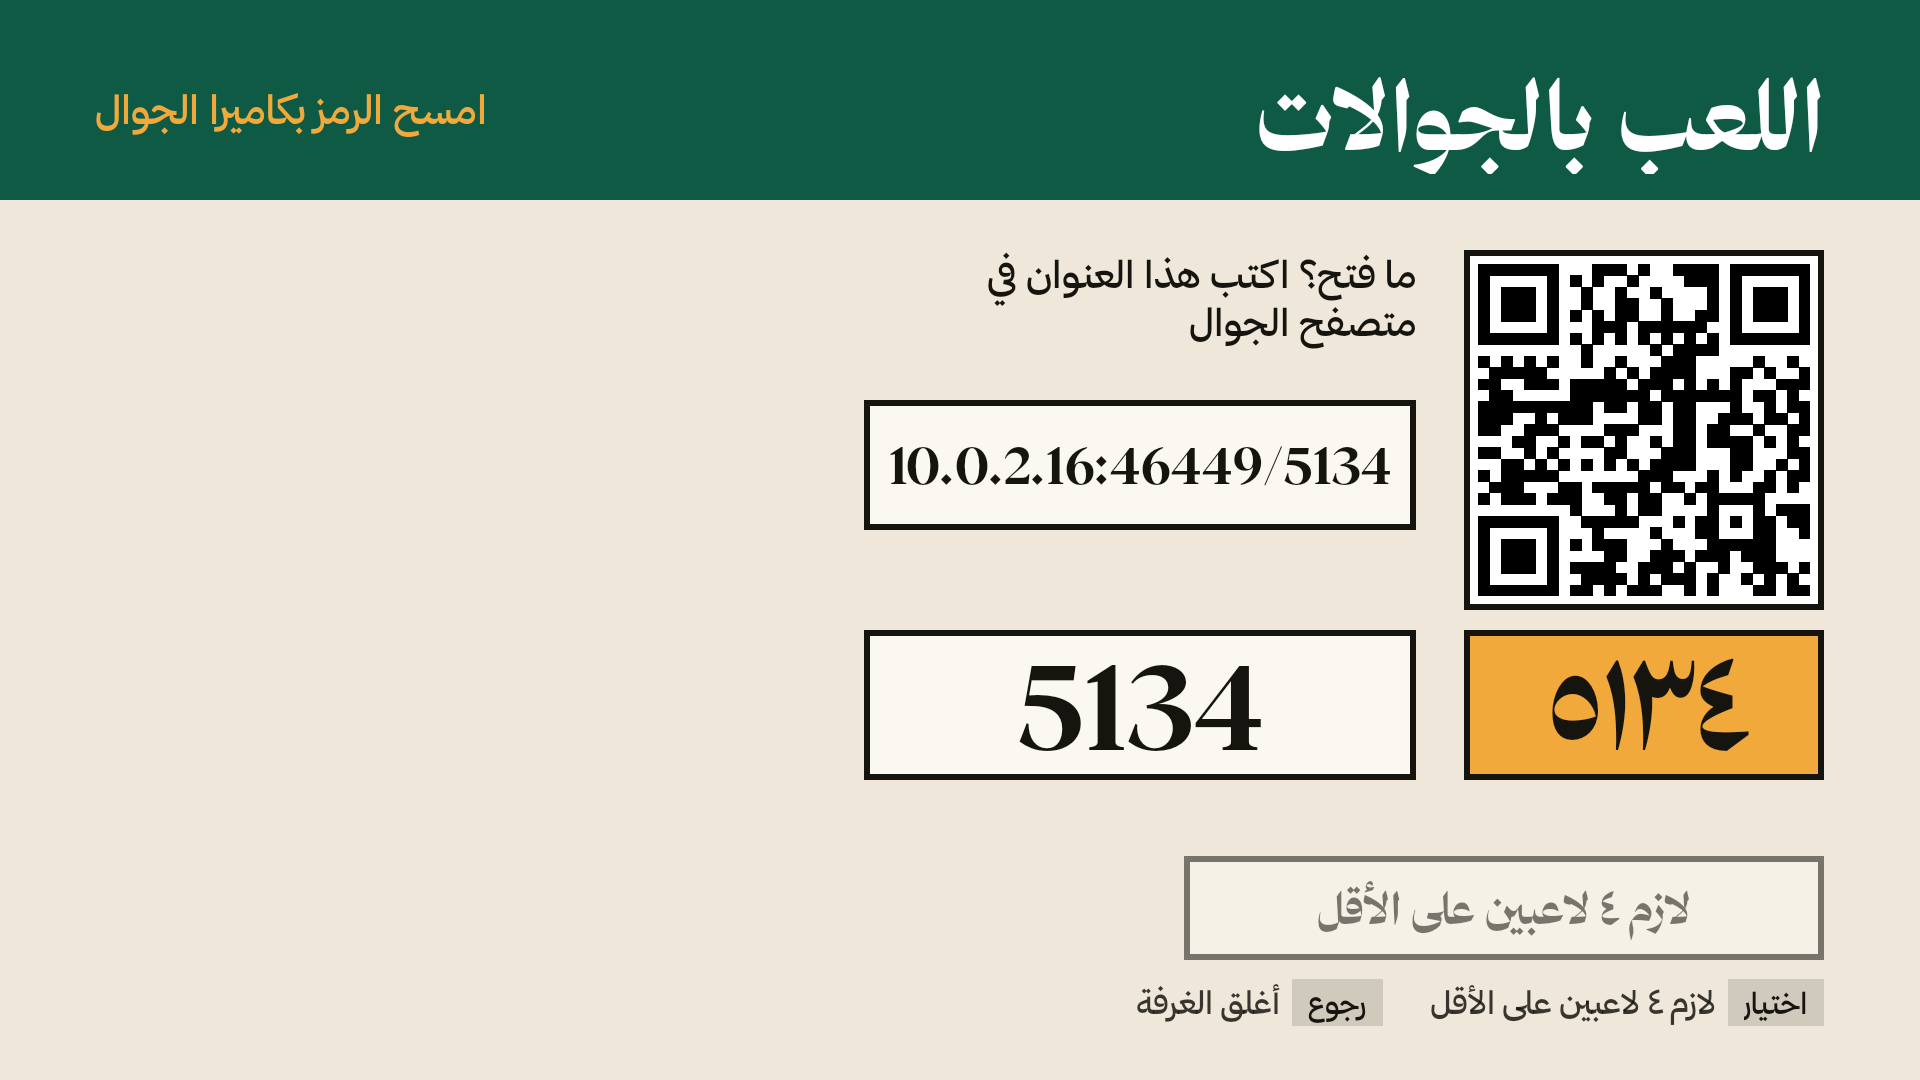 اللعب بالجوالات
امسح الرمز بكاميرا الجوال
ما فتح؟ اكتب هذا العنوان في
متصفح الجوال
10.0.2.16:46449/5134
٥١٣٤
5134
لازم ٤ لاعبين على الأقل
اختيار لازم ٤ لاعبين على الأقل رجوع أغلق الغرفة